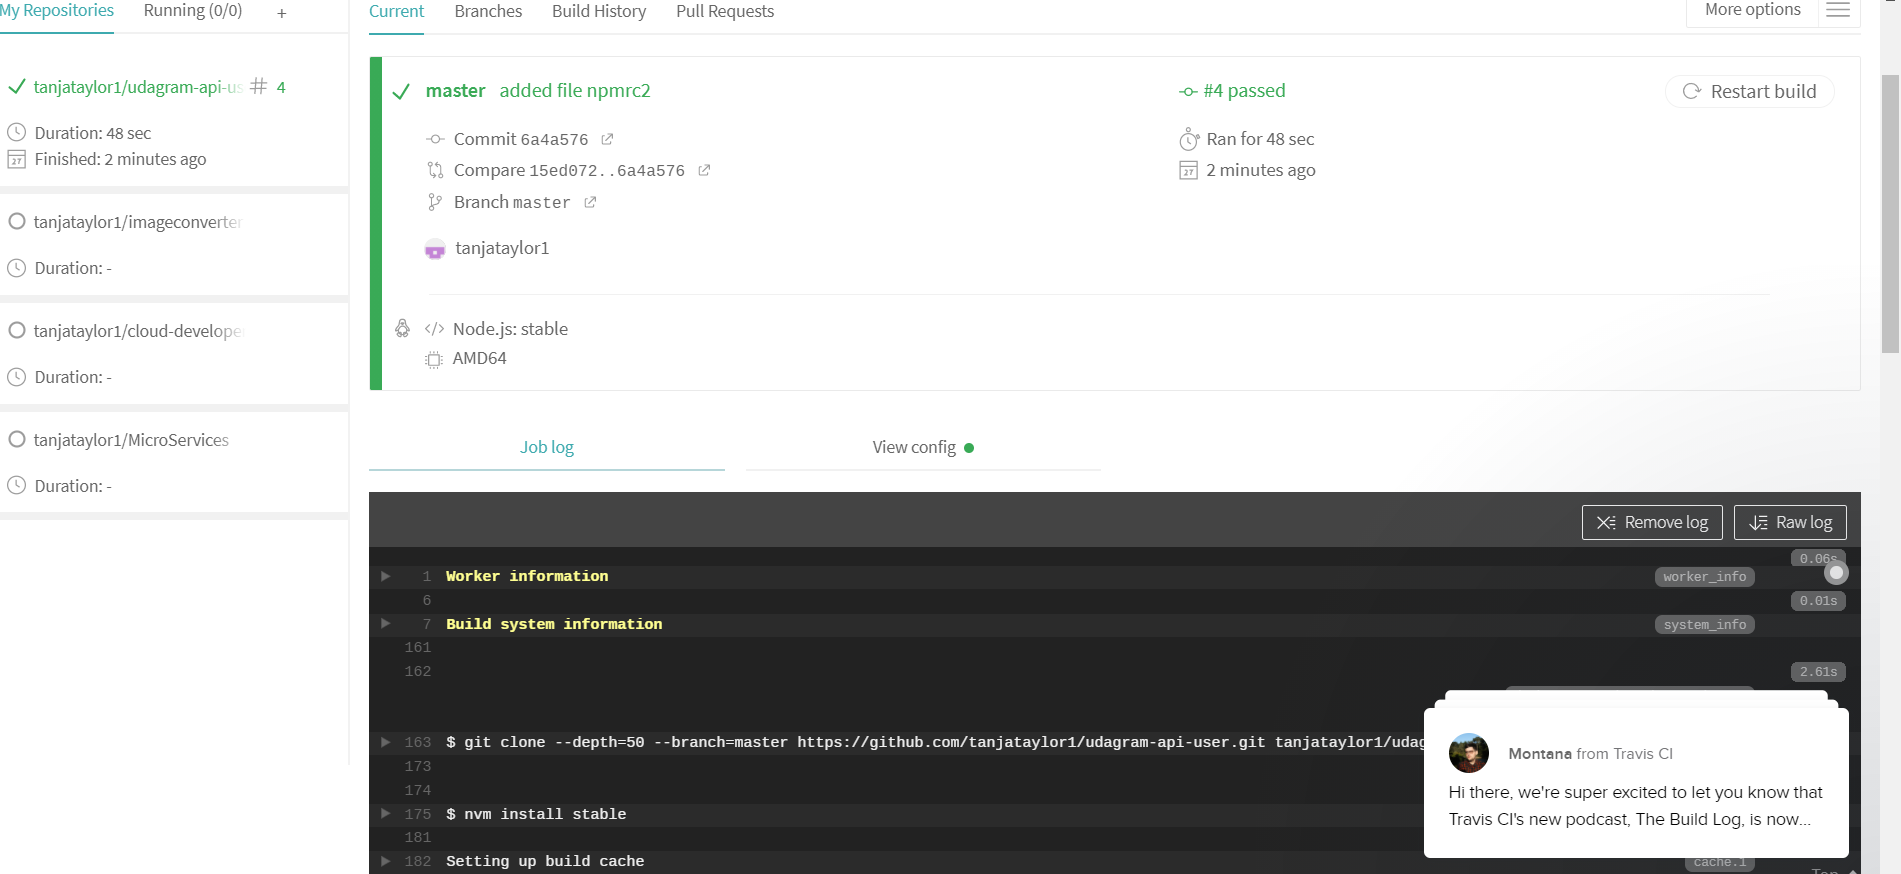 My Repositories
Running (0/0)
+
tanjataylor1/udagram-api-us # 4
Duration: 48 sec
27 Finished: 2 minutes ago
tanjataylor1/imageconverter
Duration: -
tanjataylor1/cloud-develope
Duration: -
tanjataylor1/MicroServices
Duration: -
Current
Branches
Build History
Pull Requests
More options
master added file npmrc2
Commit 6a4a576
Compare 15ed072..6a4a576
Branch master
tanjataylor1
#4 passed
Ran for 48 sec
27 2 minutes ago
Restart build
</> Node.js: stable
AMD64
Job log
View config
Remove log
Raw log
0.06s
1 Worker information worker_info
6 0.01s
7 Build system information system_info
161
162 2.61s
163 $ git clone --depth=50 --branch=master https://github.com/tanjataylor1/udagram-api-user.git tanjataylor1/udag
173
174
175 $ nvm install stable
181
182 Setting up build cache cache.1
Montana from Travis CI
Hi there, we're super excited to let you know that
Travis CI's new podcast, The Build Log, is now...
Top